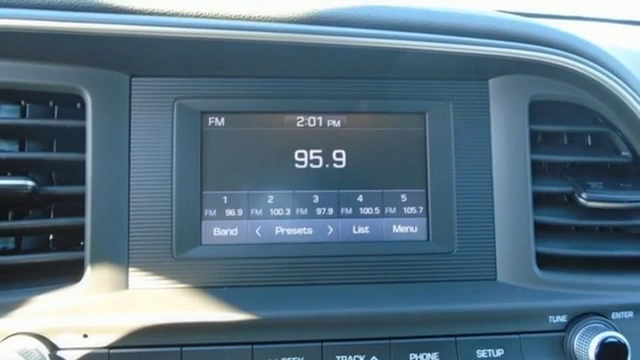 FM 2:01 PM
95.9
1 2 3 4 5
FM 96.9 FM 100.3 FM 97.9 FM 100.5 FM 105.7
Band < Presets > List Menu
TUNE ENTER
SEEK TRACK PHONE SETUP